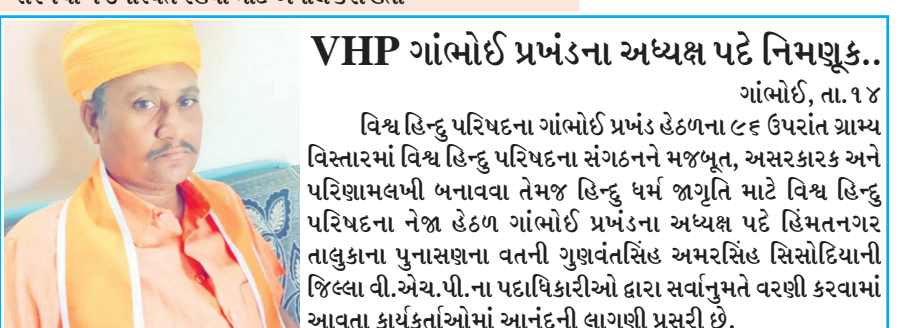 VHP ગાંભોઈ પ્રખંડના અધ્યક્ષ પદે નિમણૂક..
ગાંભોઈ, તા.૧૪
વિશ્વ હિન્દુ પરિષદના ગાંભોઈ પ્રખંડ હેઠળના ૯૬ ઉપરાંત ગ્રામ્ય
વિસ્તારમાં વિશ્વ હિન્દુ પરિષદના સંગઠનને મજબૂત, અસરકારક અને
પરિણામલખી બનાવવા તેમજ હિન્દુ ધર્મ જાગૃતિ માટે વિશ્વ હિન્દુ
પરિષદના નેજા હેઠળ ગાંભોઈ પ્રખંડના અધ્યક્ષ પદે હિંમતનગર
તાલુકાના પુનાસણના વતની ગુણવંતસિંહ અમરસિંહ સિસોદિયાની
જિલ્લા વી.એચ.પી.ના પદાધિકારીઓ દ્વારા સર્વાનુમતે વરણી કરવામાં
આવતા કાર્યકર્તાઓમાં આનંદની લાગણી પ્રસરી છે.